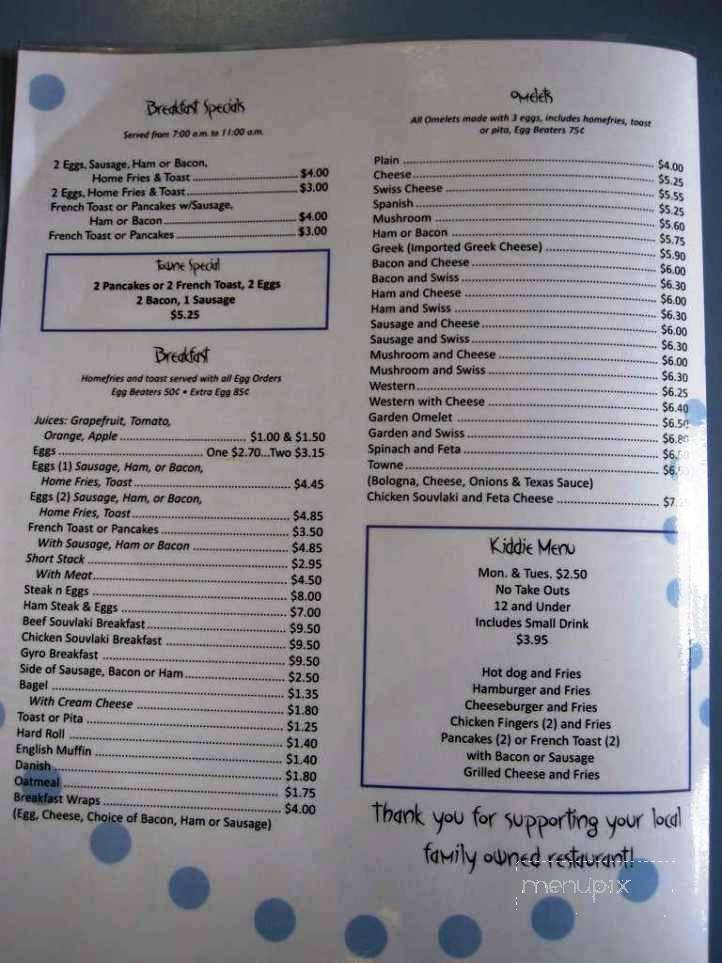 Breakfast Specials
Served from 7:00 a.m. to 11:00 a.m.
2 Eggs, Sausage, Ham or Bacon,
Home Fries & Toast $4.00
2 Eggs, Home Fries & Toast $3.00
French Toast or Pancakes w/Sausage,
Ham or Bacon $4.00
French Toast or Pancakes $3.00
Towne Special
2 Pancakes or 2 French Toast, 2 Eggs
2 Bacon, 1 Sausage
$5.25
Breakfast
Homefries and toast served with all Egg Orders
Egg Beaters 50¢ • Extra Egg 85¢
Juices: Grapefruit, Tomato,
Orange, Apple $1.00 & $1.50
Eggs One $2.70...Two $3.15
Eggs (1) Sausage, Ham, or Bacon,
Home Fries, Toast $4.45
Eggs (2) Sausage, Ham, or Bacon,
Home Fries, Toast $4.85
French Toast or Pancakes $3.50
With Sausage, Ham or Bacon $4.85
Short Stack $2.95
With Meat $4.50
Steak n Eggs $8.00
Ham Steak & Eggs $7.00
Beef Souvlaki Breakfast $9.50
Chicken Souvlaki Breakfast $9.50
Gyro Breakfast $9.50
Side of Sausage, Bacon or Ham $2.50
Bagel $1.35
With Cream Cheese $1.80
Toast or Pita $1.25
Hard Roll $1.40
English Muffin $1.40
Danish $1.80
Oatmeal $1.75
Breakfast Wraps $4.00
(Egg, Cheese, Choice of Bacon, Ham or Sausage)
Omelets
All Omelets made with 3 eggs, includes homefries, toast
or pita, Egg Beaters 75¢
Plain $4.00
Cheese $5.25
Swiss Cheese $5.55
Spanish $5.25
Mushroom $5.60
Ham or Bacon $5.75
Greek (Imported Greek Cheese) $5.90
Bacon and Cheese $6.00
Bacon and Swiss $6.30
Ham and Cheese $6.00
Ham and Swiss $6.30
Sausage and Cheese $6.00
Sausage and Swiss $6.30
Mushroom and Cheese $6.00
Mushroom and Swiss $6.30
Western $6.25
Western with Cheese $6.40
Garden Omelet $6.50
Garden and Swiss $6.80
Spinach and Feta
Towne
(Bologna, Cheese, Onions & Texas Sauce)
Chicken Souvlaki and Feta Cheese
Kiddie Menu
Mon. & Tues. $2.50
No Take Outs
12 and Under
Includes Small Drink
$3.95
Hot dog and Fries
Hamburger and Fries
Cheeseburger and Fries
Chicken Fingers (2) and Fries
Pancakes (2) or French Toast (2)
with Bacon or Sausage
Grilled Cheese and Fries
Thank you for supporting your local
family owned restaurant!
menupix